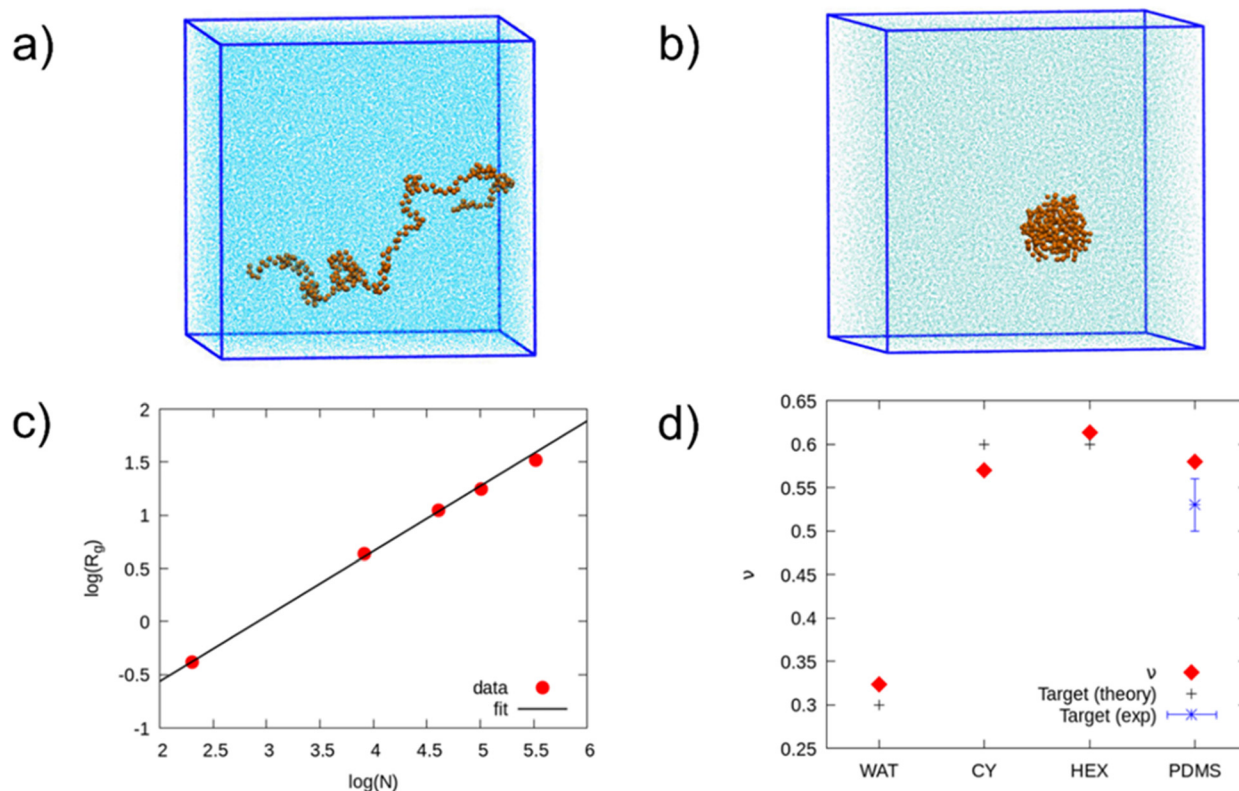 a)
b)
c)
2
1.5
1
0.5
0
-0.5
-1
log(Rg)
data
fit
2 2.5 3 3.5 4 4.5 5 5.5 6
log(N)
d)
0.65
0.6
0.55
0.5
0.45
0.4
0.35
0.3
0.25
ν
ν
Target (theory)
Target (exp)
WAT CY HEX PDMS